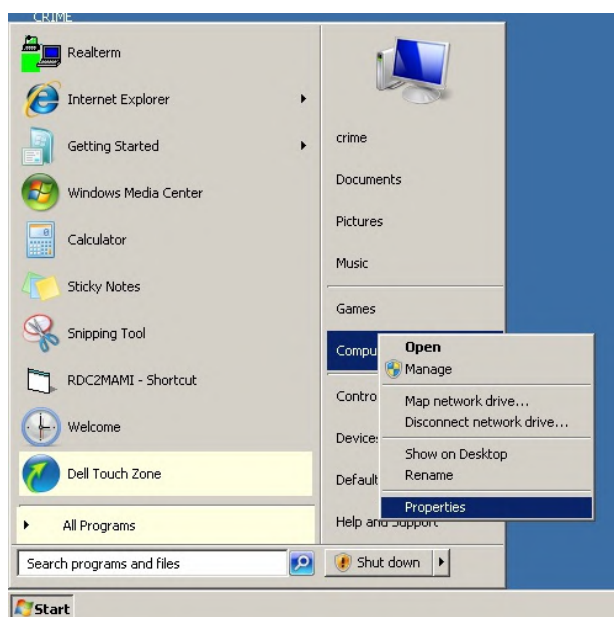 CRIME
Realterm
Internet Explorer
Getting Started
Windows Media Center
Calculator
Sticky Notes
Snipping Tool
RDC2MAMI - Shortcut
Welcome
Dell Touch Zone
All Programs
Search programs and files
crime
Documents
Pictures
Music
Games
Compu
Contro
Device
Default
Help and Support
Shut down
Open
Manage
Map network drive...
Disconnect network drive...
Show on Desktop
Rename
Properties
Start